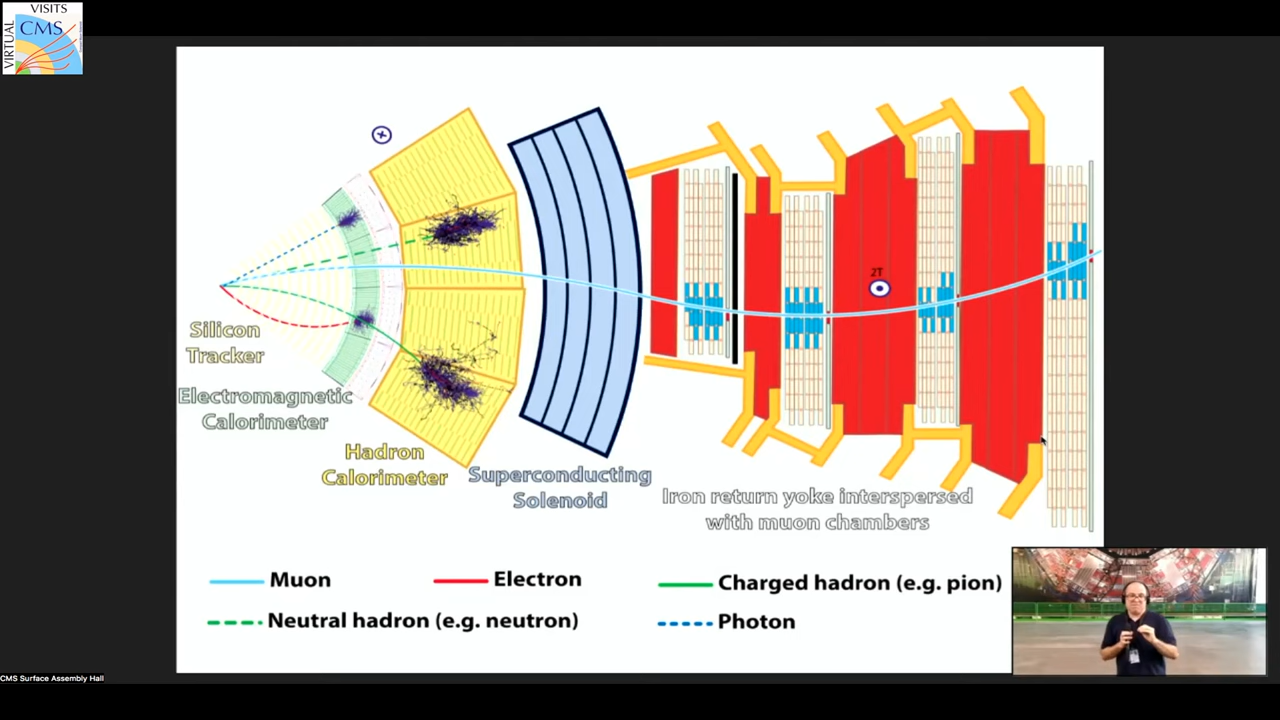 VISITS
CMS
VIRTUAL
2T
Silicon
Tracker
Electromagnetic
Calorimeter
Hadron
Calorimeter
Superconducting
Solenoid
Iron return yoke interspersed
with muon chambers
Muon
Electron
Charged hadron (e.g. pion)
Neutral hadron (e.g. neutron)
Photon
CMS Surface Assembly Hall